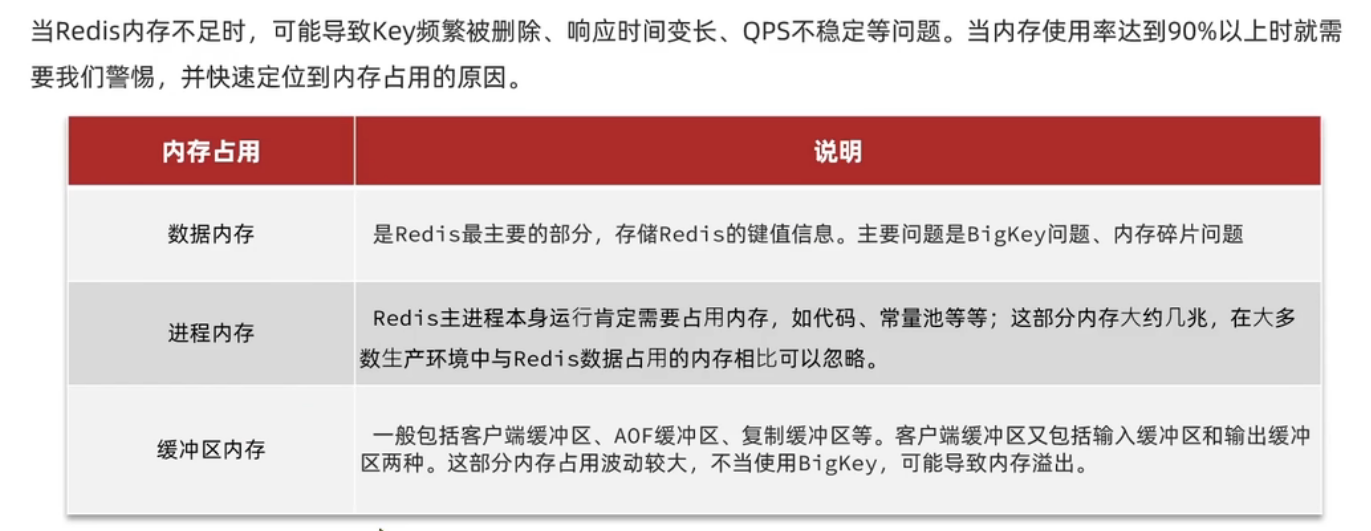 当Redis内存不足时，可能导致Key频繁被删除、响应时间变长、QPS不稳定等问题。当内存使用率达到90%以上时就需
要我们警惕，并快速定位到内存占用的原因。
内存占用 说明
数据内存 是Redis最主要的部分，存储Redis的键值信息。主要问题是BigKey问题、内存碎片问题
进程内存 Redis主进程本身运⾏肯定需要占⽤内存，如代码、常量池等等；这部分内存⼤约⼏兆，在⼤多
数⽣产环境中与Redis数据占⽤的内存相⽐可以忽略。
缓冲区内存 一般包括客户端缓冲区、AOF缓冲区、复制缓冲区等。客户端缓冲区又包括输入缓冲区和输出缓冲
区两种。这部分内存占用波动较大，不当使用BigKey，可能导致内存溢出。